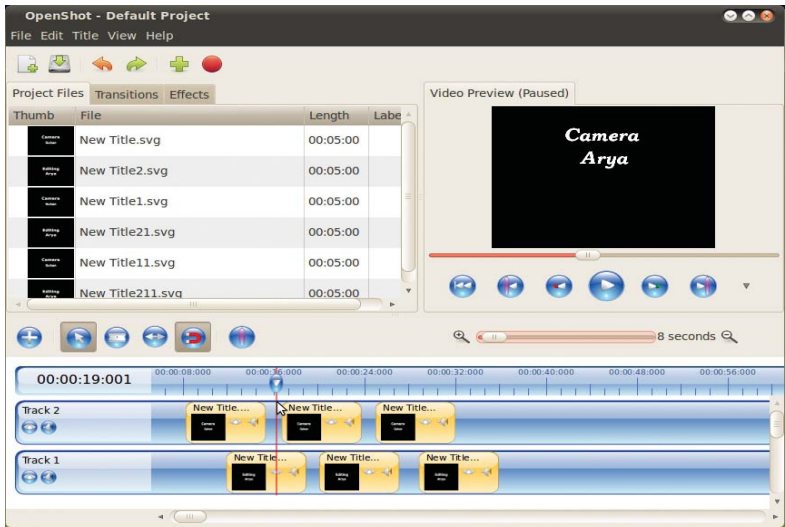 OpenShot - Default Project
File Edit Title View Help
Project Files Transitions Effects
Thumb File Length Labe
New Title.svg 00:05:00
New Title2.svg 00:05:00
New Title1.svg 00:05:00
New Title21.svg 00:05:00
New Title11.svg 00:05:00
New Title211.svg 00:05:00
Video Preview (Paused)
Camera
Arya
8 seconds
00:00:19:001
00:00:08:000 00:00:16:000 00:00:24:000 00:00:32:000 00:00:40:000 00:00:48:000 00:00:56:000
Track 2
New Title.... New Title... New Title...
Track 1
New Title... New Title... New Title...